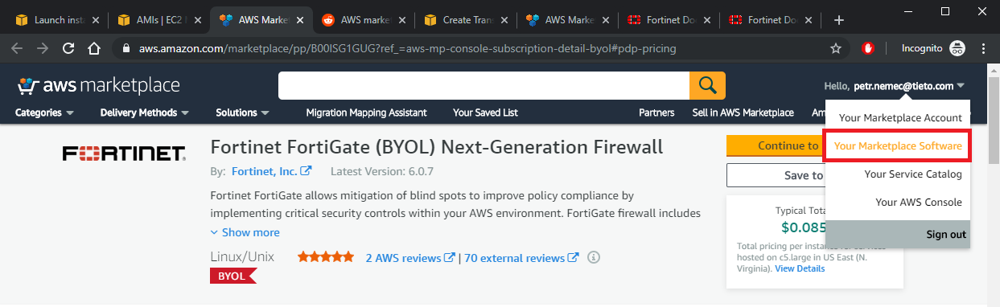 Launch insta
AMIs | EC2 M
AWS Marketp
AWS market
Create Trans
AWS Market
Fortinet Doc
Fortinet Doc
aws.amazon.com/marketplace/pp/B00ISG1GUG?ref_=aws-mp-console-subscription-detail-byol#pdp-pricing
Incognito
aws marketplace
Hello, petr.nemec@tieto.com
Categories
Delivery Methods
Solutions
Migration Mapping Assistant
Your Saved List
Partners
Sell in AWS Marketplace
Am
Your Marketplace Account
Your Marketplace Software
Your Service Catalog
Your AWS Console
Sign out
FORTINET
Fortinet FortiGate (BYOL) Next-Generation Firewall
By: Fortinet, Inc. Latest Version: 6.0.7
Fortinet FortiGate allows mitigation of blind spots to improve policy compliance by
implementing critical security controls within your AWS environment. FortiGate firewall includes
Show more
Linux/Unix
2 AWS reviews | 70 external reviews
BYOL
Continue to
Save to
Typical Tota
$0.085
Total pricing per instance for services
hosted on c5.large in US East (N.
Virginia). View Details